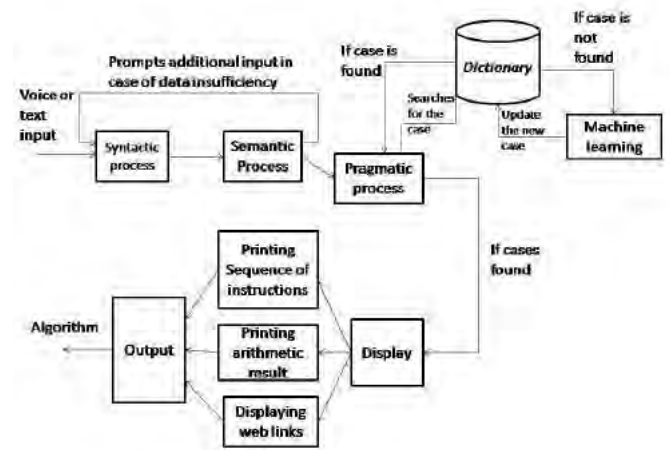 Prompts additional input in
case of data insufficiency
Voice or
text
input
Syntactic
process
Semantic
Process
Pragmatic
process
If case is
found
Searches
for the
case
Dictionary
If case is
not
found
Update
the new
case
Machine
learning
If cases
found
Display
Printing
Sequence of
instructions
Printing
arithmetic
result
Displaying
web links
Output
Algorithm